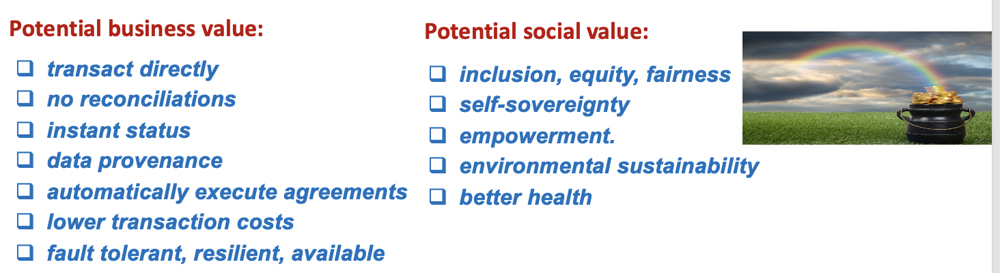 Potential business value:
transact directly
no reconciliations
instant status
data provenance
automatically execute agreements
lower transaction costs
fault tolerant, resilient, available
Potential social value:
inclusion, equity, fairness
self-sovereignty
empowerment.
environmental sustainability
better health